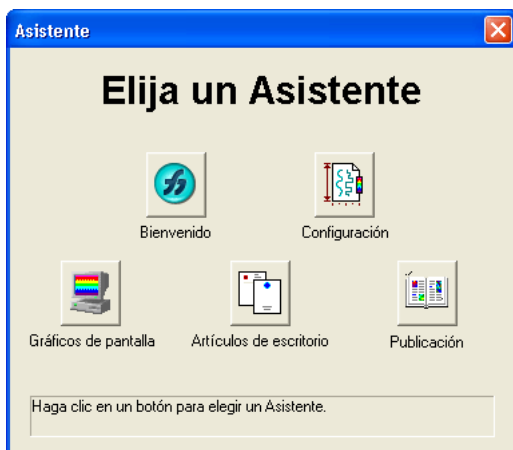 Asistente
Elija un Asistente
Bienvenido
Configuración
Gráficos de pantalla
Artículos de escritorio
Publicación
Haga clic en un botón para elegir un Asistente.